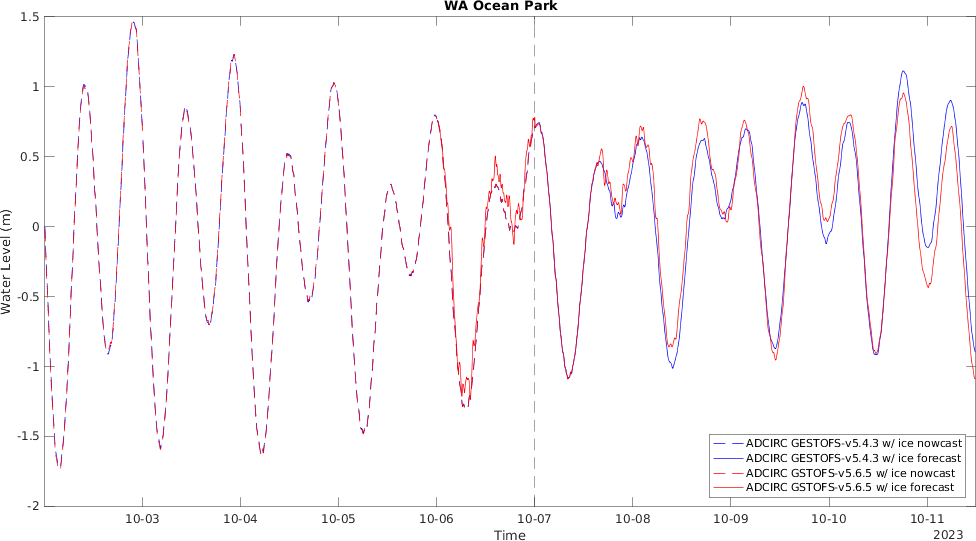 WA Ocean Park
1.5
1
0.5
0
-0.5
-1
-1.5
-2
Water Level (m)
10-03 10-04 10-05 10-06 10-07 10-08 10-09 10-10 10-11
Time
2023
ADCIRC GESTOFS-v5.4.3 w/ ice nowcast
ADCIRC GESTOFS-v5.4.3 w/ ice forecast
ADCIRC GSTOFS-v5.6.5 w/ ice nowcast
ADCIRC GSTOFS-v5.6.5 w/ ice forecast